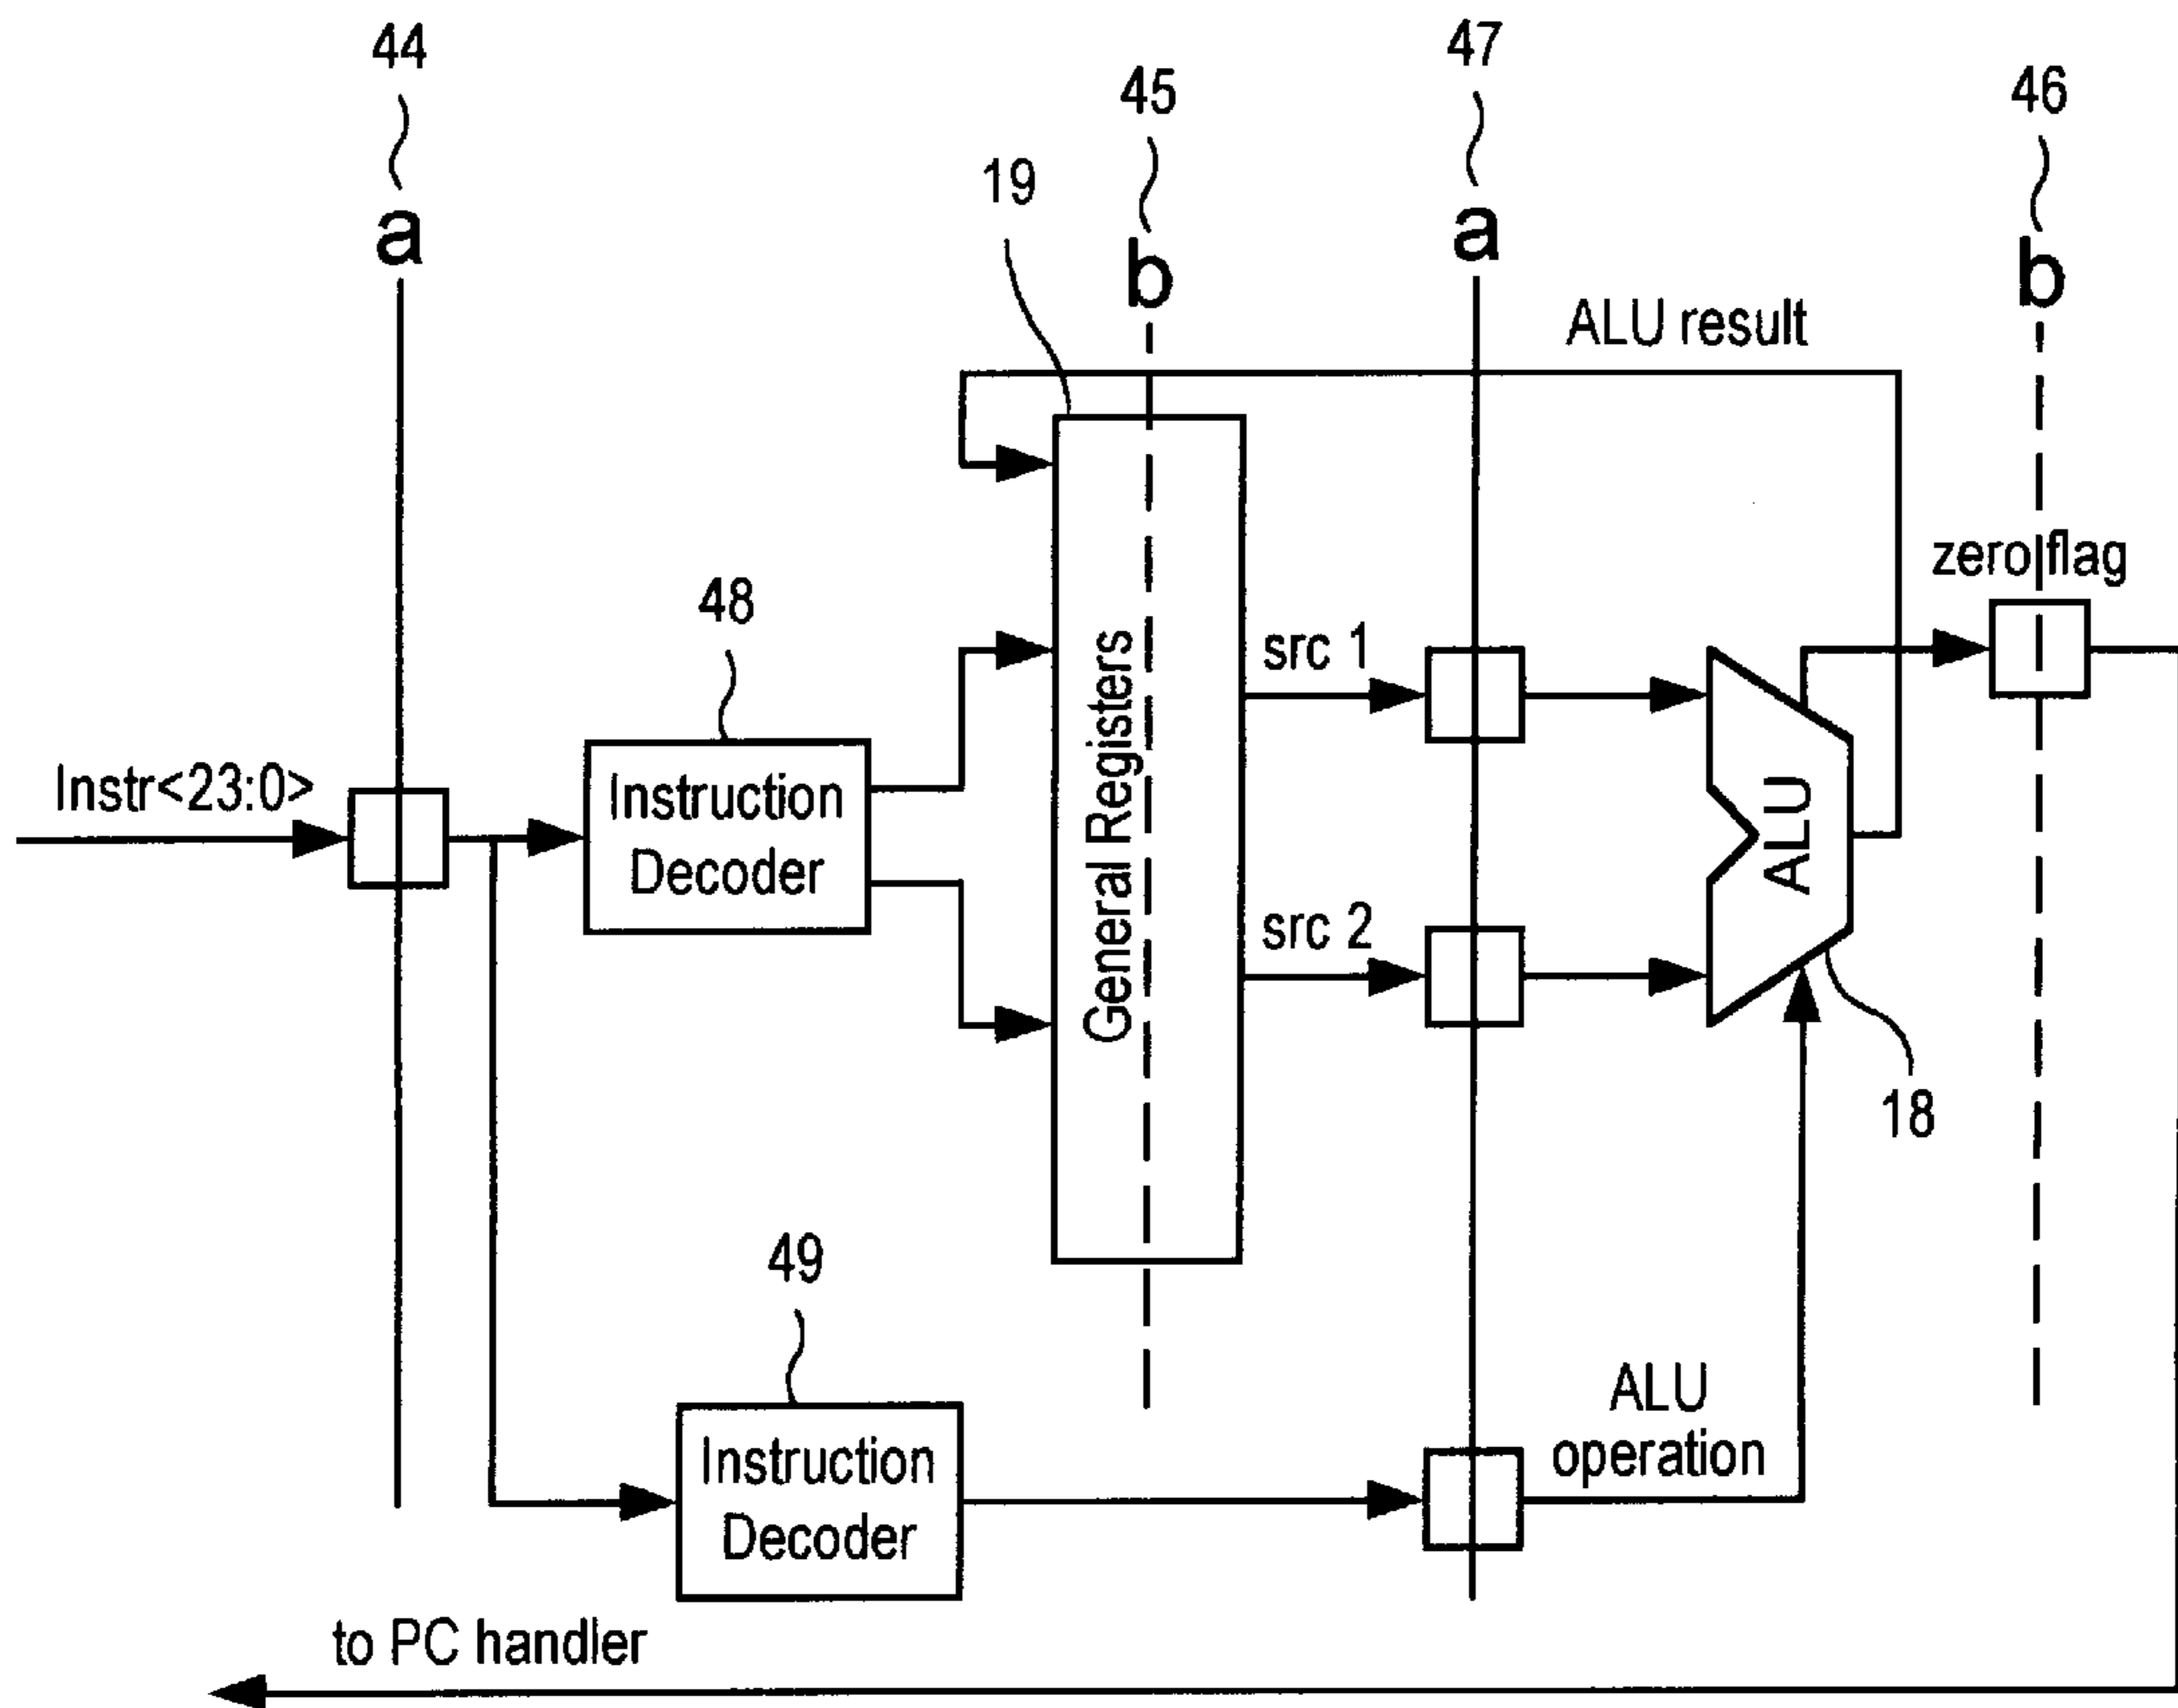 44
47
45
46
19
a
b
a
b
ALU result
zero flag
48
src 1
General Registers
Instr<23:0>
Instruction
Decoder
ALU
src 2
18
49
ALU
operation
Instruction
Decoder
to PC handler